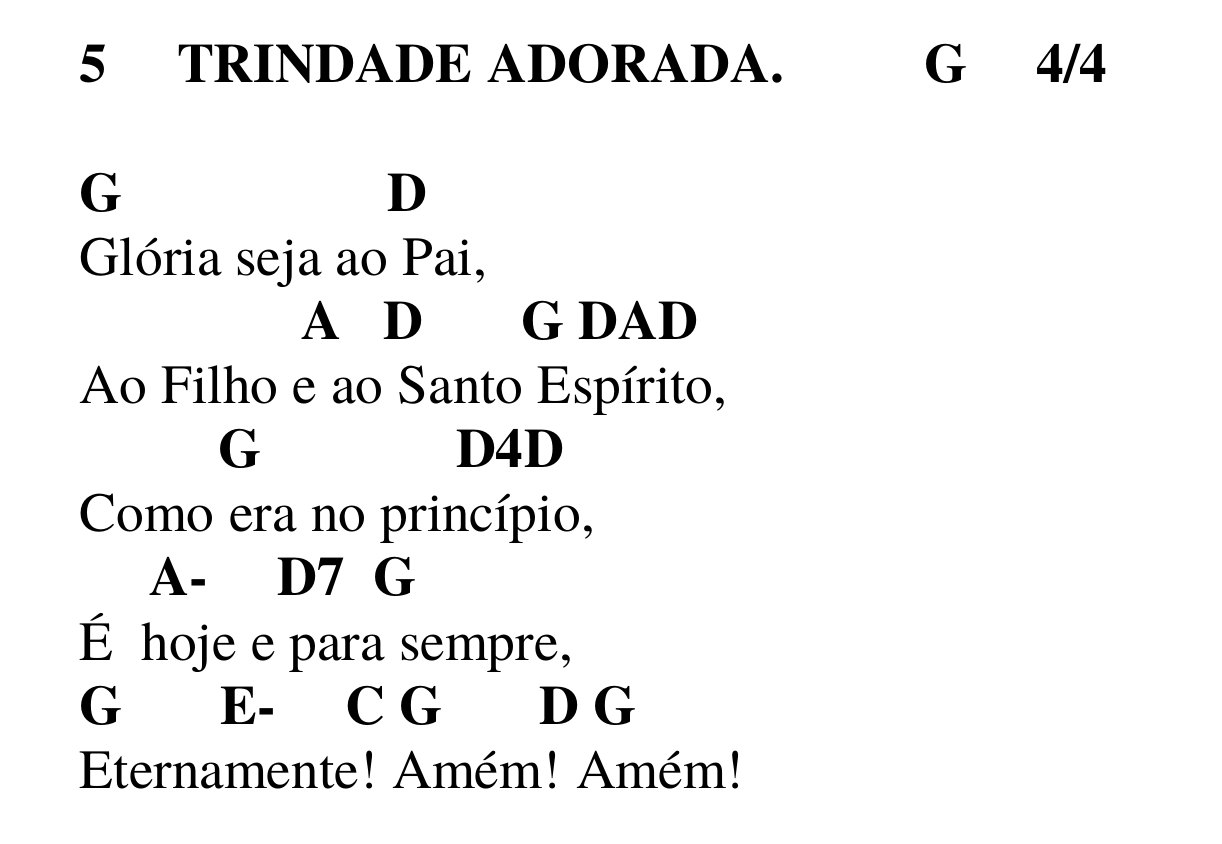 5 TRINDADE ADORADA. G 4/4
G D
Glória seja ao Pai,
A D G DAD
Ao Filho e ao Santo Espírito,
G D4D
Como era no princípio,
A- D7 G
É hoje e para sempre,
G E- C G D G
Eternamente! Amém! Amém!